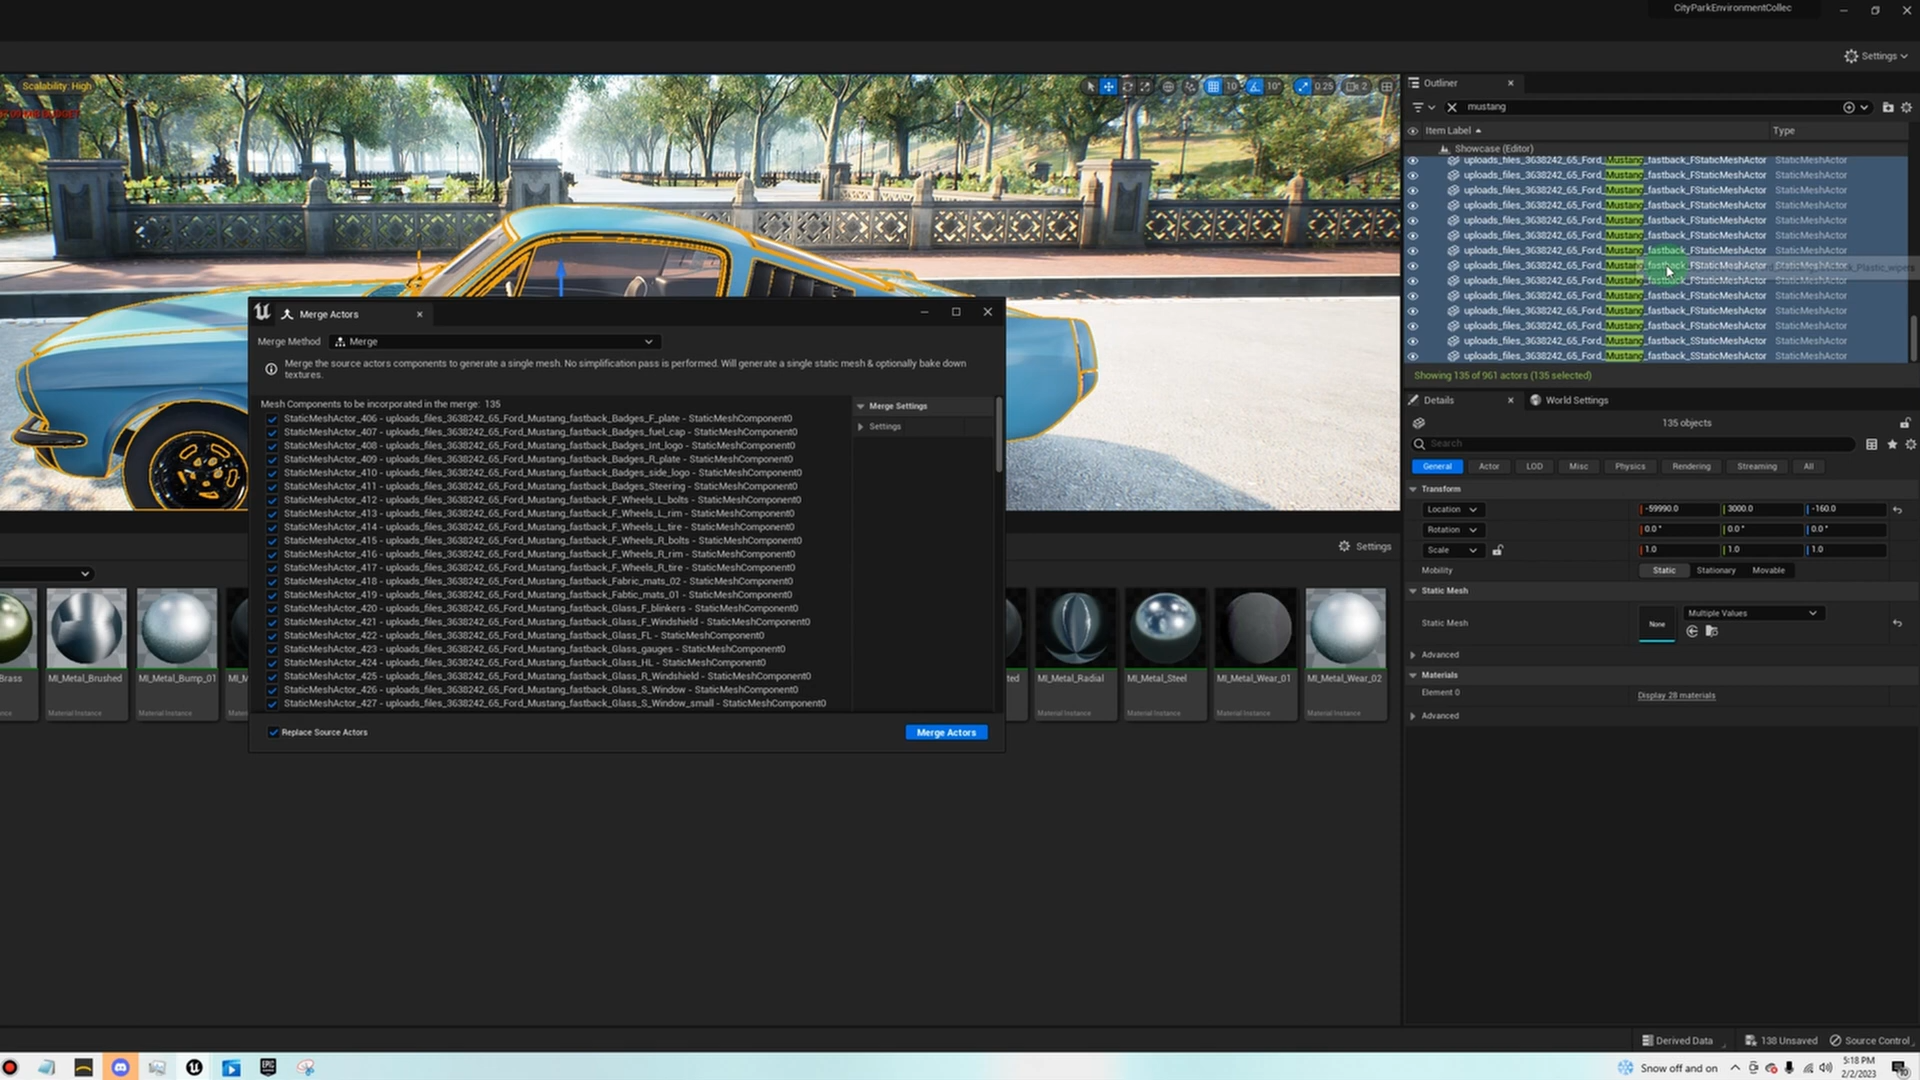 CityParkEnvironmentCollec
Settings
Scalability: High
10
10°
0.25
2
Outliner
mustang
Item Label
Type
Showcase (Editor)
uploads_files_3638242_65_Ford_Mustang_fastback_FStaticMeshActor StaticMeshActor
uploads_files_3638242_65_Ford_Mustang_fastback_FStaticMeshActor StaticMeshActor
uploads_files_3638242_65_Ford_Mustang_fastback_FStaticMeshActor StaticMeshActor
uploads_files_3638242_65_Ford_Mustang_fastback_FStaticMeshActor StaticMeshActor
uploads_files_3638242_65_Ford_Mustang_fastback_FStaticMeshActor StaticMeshActor
uploads_files_3638242_65_Ford_Mustang_fastback_FStaticMeshActor StaticMeshActor
uploads_files_3638242_65_Ford_Mustang_fastback_FStaticMeshActor StaticMeshActor
uploads_files_3638242_65_Ford_Mustang_fastback_FStaticMeshActor StaticMeshActor
uploads_files_3638242_65_Ford_Mustang_fastback_FStaticMeshActor StaticMeshActor
uploads_files_3638242_65_Ford_Mustang_fastback_FStaticMeshActor StaticMeshActor
uploads_files_3638242_65_Ford_Mustang_fastback_FStaticMeshActor StaticMeshActor
uploads_files_3638242_65_Ford_Mustang_fastback_FStaticMeshActor StaticMeshActor
uploads_files_3638242_65_Ford_Mustang_fastback_SStaticMeshActor StaticMeshActor
uploads_files_3638242_65_Ford_Mustang_fastback_SStaticMeshActor StaticMeshActor
Showing 135 of 961 actors (135 selected)
Details
World Settings
135 objects
Search
General Actor LOD Misc Physics Rendering Streaming All
Transform
Location -59990.0 3000.0 -160.0
Rotation 0.0° 0.0° 0.0°
Scale 1.0 1.0 1.0
Mobility Static Stationary Movable
Static Mesh
Static Mesh None Multiple Values
Advanced
Materials
Element 0 Display 28 materials
Advanced
Merge Actors
Merge Method Merge
Merge the source actors components to generate a single mesh. No simplification pass is performed. Will generate a single static mesh & optionally bake down
textures.
Mesh Components to be incorporated in the merge: 135
StaticMeshActor_406 - uploads_files_3638242_65_Ford_Mustang_fastback_Badges_F_plate - StaticMeshComponent0
StaticMeshActor_407 - uploads_files_3638242_65_Ford_Mustang_fastback_Badges_fuel_cap - StaticMeshComponent0
StaticMeshActor_408 - uploads_files_3638242_65_Ford_Mustang_fastback_Badges_Int_logo - StaticMeshComponent0
StaticMeshActor_409 - uploads_files_3638242_65_Ford_Mustang_fastback_Badges_R_plate - StaticMeshComponent0
StaticMeshActor_410 - uploads_files_3638242_65_Ford_Mustang_fastback_Badges_side_logo - StaticMeshComponent0
StaticMeshActor_411 - uploads_files_3638242_65_Ford_Mustang_fastback_Badges_Steering - StaticMeshComponent0
StaticMeshActor_412 - uploads_files_3638242_65_Ford_Mustang_fastback_F_Wheels_L_bolts - StaticMeshComponent0
StaticMeshActor_413 - uploads_files_3638242_65_Ford_Mustang_fastback_F_Wheels_L_rim - StaticMeshComponent0
StaticMeshActor_414 - uploads_files_3638242_65_Ford_Mustang_fastback_F_Wheels_L_tire - StaticMeshComponent0
StaticMeshActor_415 - uploads_files_3638242_65_Ford_Mustang_fastback_F_Wheels_R_bolts - StaticMeshComponent0
StaticMeshActor_416 - uploads_files_3638242_65_Ford_Mustang_fastback_F_Wheels_R_rim - StaticMeshComponent0
StaticMeshActor_417 - uploads_files_3638242_65_Ford_Mustang_fastback_F_Wheels_R_tire - StaticMeshComponent0
StaticMeshActor_418 - uploads_files_3638242_65_Ford_Mustang_fastback_Fabric_mats_02 - StaticMeshComponent0
StaticMeshActor_419 - uploads_files_3638242_65_Ford_Mustang_fastback_Fabtic_mats_01 - StaticMeshComponent0
StaticMeshActor_420 - uploads_files_3638242_65_Ford_Mustang_fastback_Glass_F_blinkers - StaticMeshComponent0
StaticMeshActor_421 - uploads_files_3638242_65_Ford_Mustang_fastback_Glass_F_Windshield - StaticMeshComponent0
StaticMeshActor_422 - uploads_files_3638242_65_Ford_Mustang_fastback_Glass_FL - StaticMeshComponent0
StaticMeshActor_423 - uploads_files_3638242_65_Ford_Mustang_fastback_Glass_gauges - StaticMeshComponent0
StaticMeshActor_424 - uploads_files_3638242_65_Ford_Mustang_fastback_Glass_HL - StaticMeshComponent0
StaticMeshActor_425 - uploads_files_3638242_65_Ford_Mustang_fastback_Glass_R_Windshield - StaticMeshComponent0
StaticMeshActor_426 - uploads_files_3638242_65_Ford_Mustang_fastback_Glass_S_Window - StaticMeshComponent0
StaticMeshActor_427 - uploads_files_3638242_65_Ford_Mustang_fastback_Glass_S_Window_small - StaticMeshComponent0
Merge Settings
Settings
Replace Source Actors
Merge Actors
Settings
Brass
MI_Metal_Brushed
Material Instance
MI_Metal_Bump_01
Material Instance
MI_M
MI_Metal_Radial
Material Instance
MI_Metal_Steel
Material Instance
MI_Metal_Wear_01
Material Instance
MI_Metal_Wear_02
Material Instance
Derived Data
138 Unsaved
Source Control
Snow off and on
5:18 PM
2/2/2023